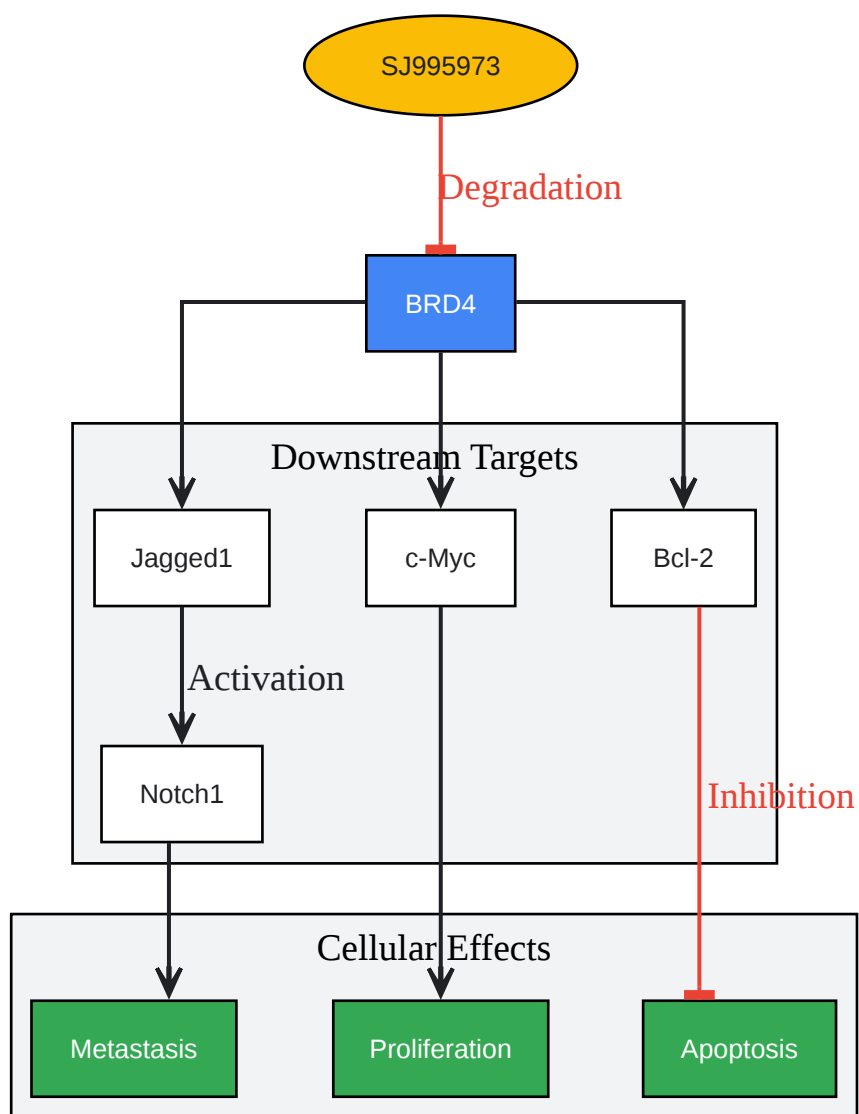 SJ995973
Degradation
BRD4
Downstream Targets
Jagged1
c-Myc
Bcl-2
Activation
Notch1
Inhibition
Cellular Effects
Metastasis
Proliferation
Apoptosis